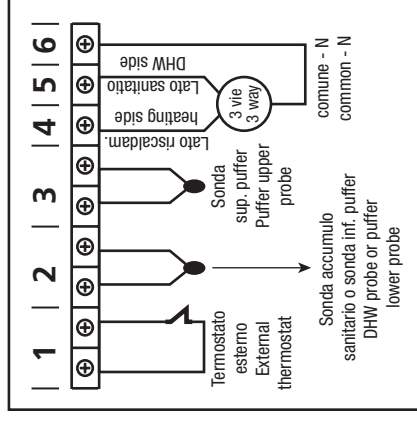 1 2 3 4 5 6
Termostato
esterno
External
thermostat
Sonda accumulo
sanitario o sonda inf. puffer
DHW probe or puffer
lower probe
Sonda
sup. puffer
Puffer upper
probe
Lato riscaldam.
heating side
Lato sanitatio
DHW side
3 vie
3 way
comune - N
common - N